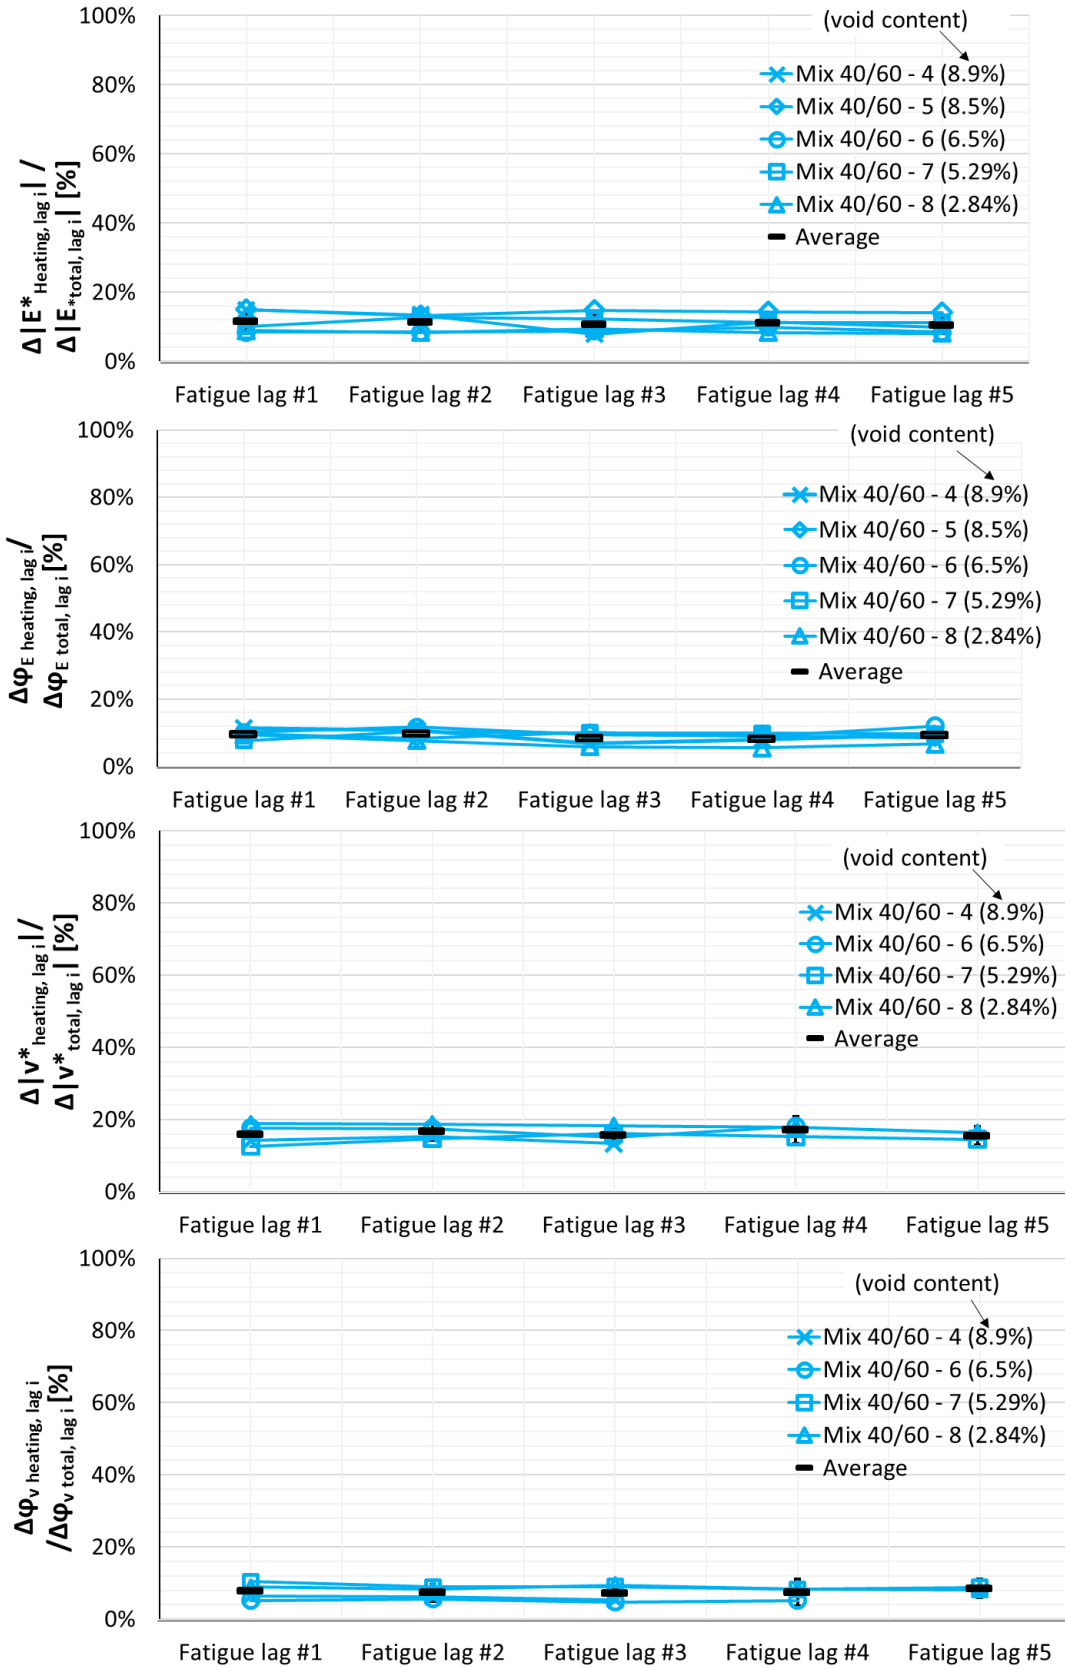 100%
80%
60%
40%
20%
0%
Δ|E*Heating, lag i| /
Δ|E*total, lag i| [%]
(void content)
Mix 40/60 - 4 (8.9%)
Mix 40/60 - 5 (8.5%)
Mix 40/60 - 6 (6.5%)
Mix 40/60 - 7 (5.29%)
Mix 40/60 - 8 (2.84%)
Average
Fatigue lag #1 Fatigue lag #2 Fatigue lag #3 Fatigue lag #4 Fatigue lag #5
100%
80%
60%
40%
20%
0%
ΔφE heating, lag i/
ΔφE total, lag i [%]
(void content)
Mix 40/60 - 4 (8.9%)
Mix 40/60 - 5 (8.5%)
Mix 40/60 - 6 (6.5%)
Mix 40/60 - 7 (5.29%)
Mix 40/60 - 8 (2.84%)
Average
Fatigue lag #1 Fatigue lag #2 Fatigue lag #3 Fatigue lag #4 Fatigue lag #5
100%
80%
60%
40%
20%
0%
Δ|ν*heating, lag i|/
Δ|ν*total, lag i| [%]
(void content)
Mix 40/60 - 4 (8.9%)
Mix 40/60 - 6 (6.5%)
Mix 40/60 - 7 (5.29%)
Mix 40/60 - 8 (2.84%)
Average
Fatigue lag #1 Fatigue lag #2 Fatigue lag #3 Fatigue lag #4 Fatigue lag #5
100%
80%
60%
40%
20%
0%
Δφν heating, lag i
/Δφν total, lag i [%]
(void content)
Mix 40/60 - 4 (8.9%)
Mix 40/60 - 6 (6.5%)
Mix 40/60 - 7 (5.29%)
Mix 40/60 - 8 (2.84%)
Average
Fatigue lag #1 Fatigue lag #2 Fatigue lag #3 Fatigue lag #4 Fatigue lag #5